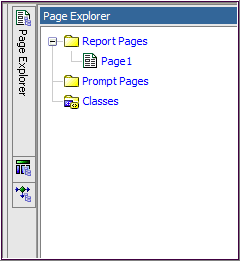 Page Explorer
Page Explorer
Report Pages
Page1
Prompt Pages
Classes